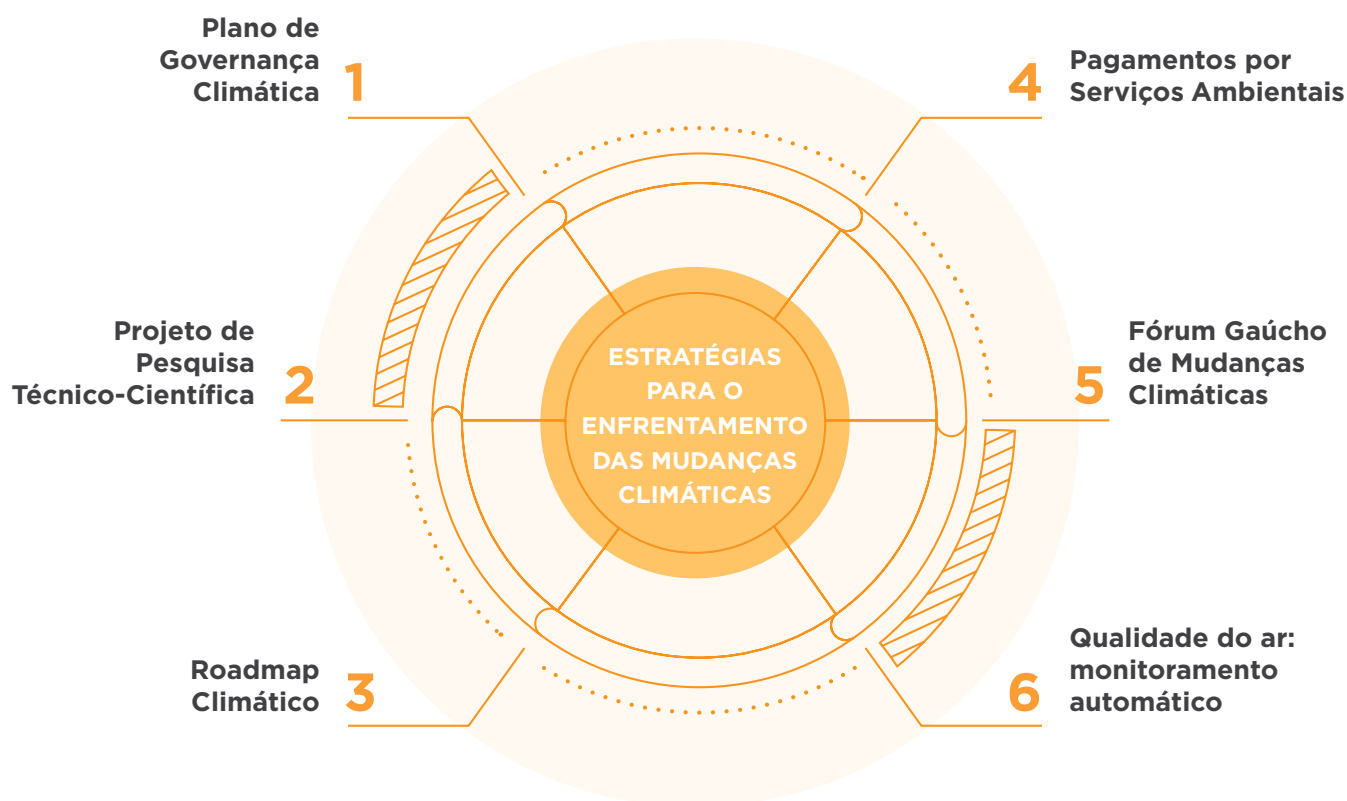 Plano de
Governança
Climática
1
Projeto de
Pesquisa
Técnico-Científica
2
Roadmap
Climático
3
4
Pagamentos por
Serviços Ambientais
5
Fórum Gaúcho
de Mudanças
Climáticas
6
Qualidade do ar:
monitoramento
automático
ESTRATÉGIAS
PARA O
ENFRENTAMENTO
DAS MUDANÇAS
CLIMÁTICAS